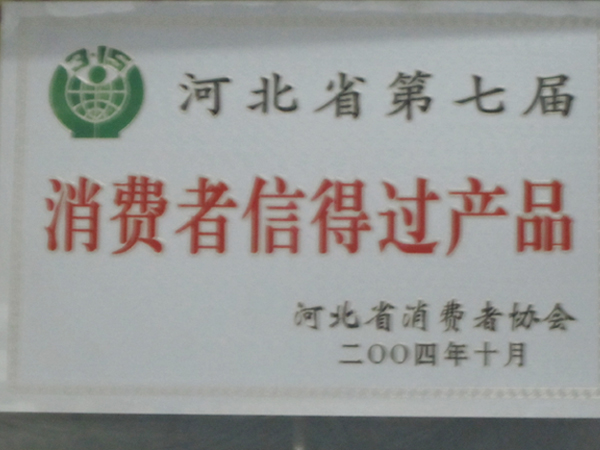 3·15
河北省第七届
消费者信得过产品
河北省消费者协会
二〇〇四年十月